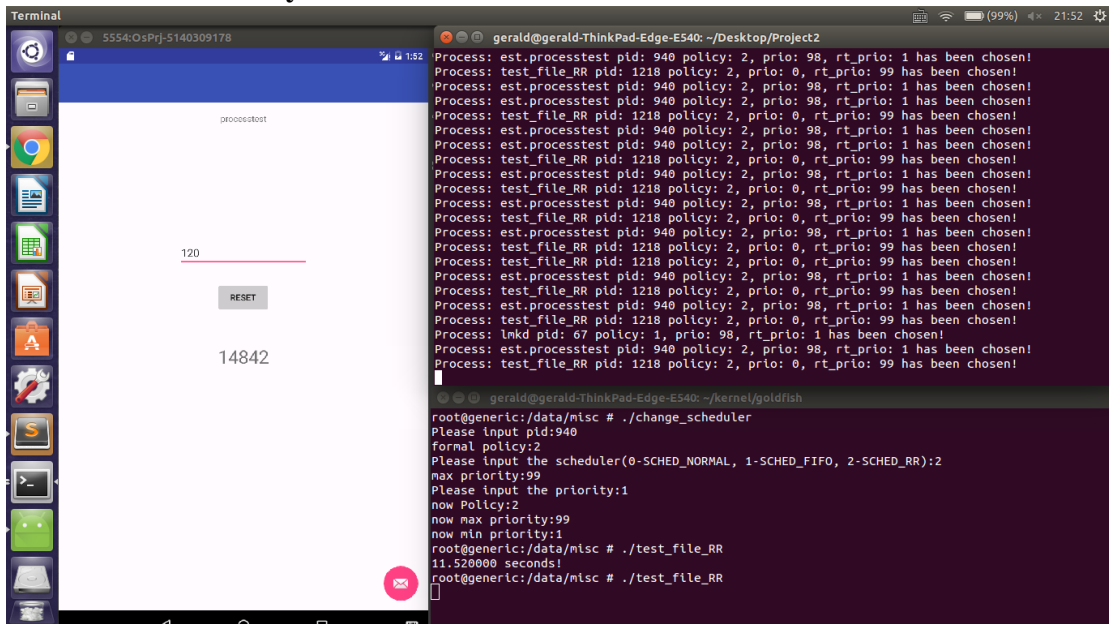 Terminal
(99%)
21:52
5554:OsPrj-5140309178
1:52
processtest
120
RESET
14842
gerald@gerald-ThinkPad-Edge-E540: ~/Desktop/Project2
Process: est.processtest pid: 940 policy: 2, prio: 98, rt_prio: 1 has been chosen!
Process: test_file_RR pid: 1218 policy: 2, prio: 0, rt_prio: 99 has been chosen!
Process: est.processtest pid: 940 policy: 2, prio: 98, rt_prio: 1 has been chosen!
Process: est.processtest pid: 940 policy: 2, prio: 98, rt_prio: 1 has been chosen!
Process: test_file_RR pid: 1218 policy: 2, prio: 0, rt_prio: 99 has been chosen!
Process: est.processtest pid: 940 policy: 2, prio: 98, rt_prio: 1 has been chosen!
Process: est.processtest pid: 940 policy: 2, prio: 98, rt_prio: 1 has been chosen!
Process: test_file_RR pid: 1218 policy: 2, prio: 0, rt_prio: 99 has been chosen!
Process: est.processtest pid: 940 policy: 2, prio: 98, rt_prio: 1 has been chosen!
Process: test_file_RR pid: 1218 policy: 2, prio: 0, rt_prio: 99 has been chosen!
Process: est.processtest pid: 940 policy: 2, prio: 98, rt_prio: 1 has been chosen!
Process: test_file_RR pid: 1218 policy: 2, prio: 0, rt_prio: 99 has been chosen!
Process: est.processtest pid: 940 policy: 2, prio: 98, rt_prio: 1 has been chosen!
Process: test_file_RR pid: 1218 policy: 2, prio: 0, rt_prio: 99 has been chosen!
Process: test_file_RR pid: 1218 policy: 2, prio: 0, rt_prio: 99 has been chosen!
Process: est.processtest pid: 940 policy: 2, prio: 98, rt_prio: 1 has been chosen!
Process: test_file_RR pid: 1218 policy: 2, prio: 0, rt_prio: 99 has been chosen!
Process: est.processtest pid: 940 policy: 2, prio: 98, rt_prio: 1 has been chosen!
Process: test_file_RR pid: 1218 policy: 2, prio: 0, rt_prio: 99 has been chosen!
Process: lmkd pid: 67 policy: 1, prio: 98, rt_prio: 1 has been chosen!
Process: est.processtest pid: 940 policy: 2, prio: 98, rt_prio: 1 has been chosen!
Process: test_file_RR pid: 1218 policy: 2, prio: 0, rt_prio: 99 has been chosen!
gerald@gerald-ThinkPad-Edge-E540: ~/kernel/goldfish
root@generic:/data/misc # ./change_scheduler
Please input pid:940
formal policy:2
Please input the scheduler(0-SCHED_NORMAL, 1-SCHED_FIFO, 2-SCHED_RR):2
max priority:99
Please input the priority:1
now Policy:2
now max priority:99
now min priority:1
root@generic:/data/misc # ./test_file_RR
11.520000 seconds!
root@generic:/data/misc # ./test_file_RR